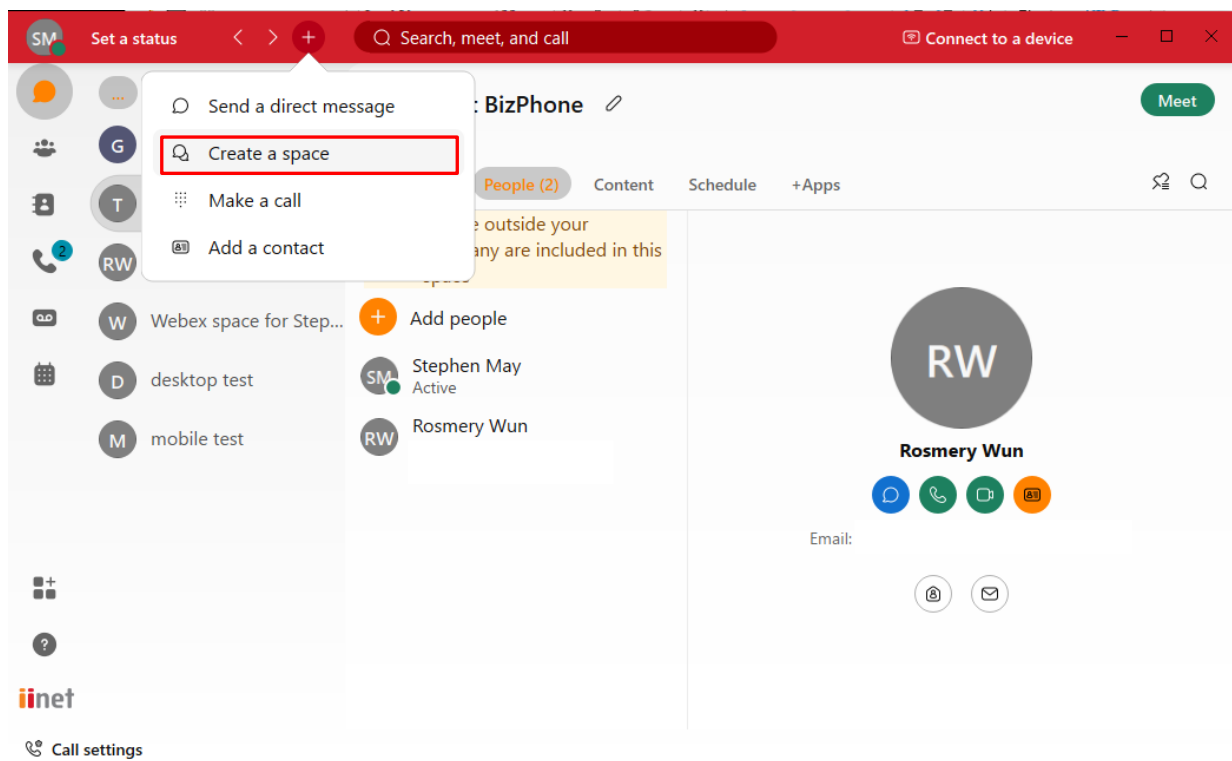 SM Set a status Search, meet, and call Connect to a device
...
Send a direct message
Create a space
Make a call
Add a contact
G
T
RW
2
W Webex space for Step...
D desktop test
M mobile test
BizPhone
Meet
People (2) Content Schedule +Apps
outside your
are included in this
Add people
SM Stephen May
Active
RW Rosmery Wun
RW
Rosmery Wun
Email:
iinet
Call settings